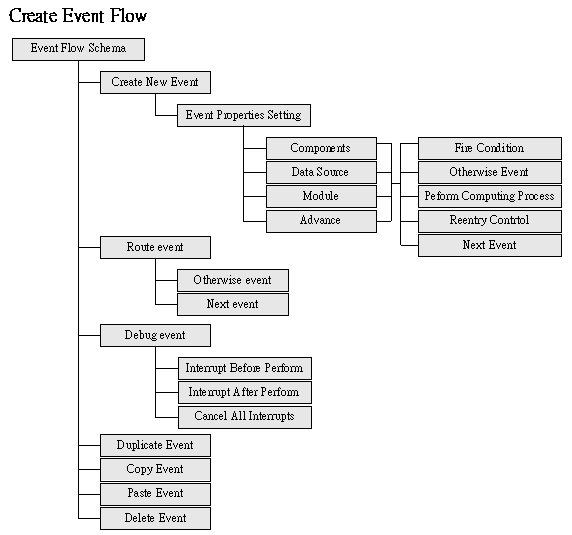 Create Event Flow
Event Flow Schema
Create New Event
Event Properties Setting
Components
Fire Condition
Data Source
Otherwise Event
Module
Peform Computing Process
Advance
Reentry Contrtol
Next Event
Route event
Otherwise event
Next event
Debug event
Interrupt Before Perform
Interrupt After Perform
Cancel All Interrupts
Duplicate Event
Copy Event
Paste Event
Delete Event